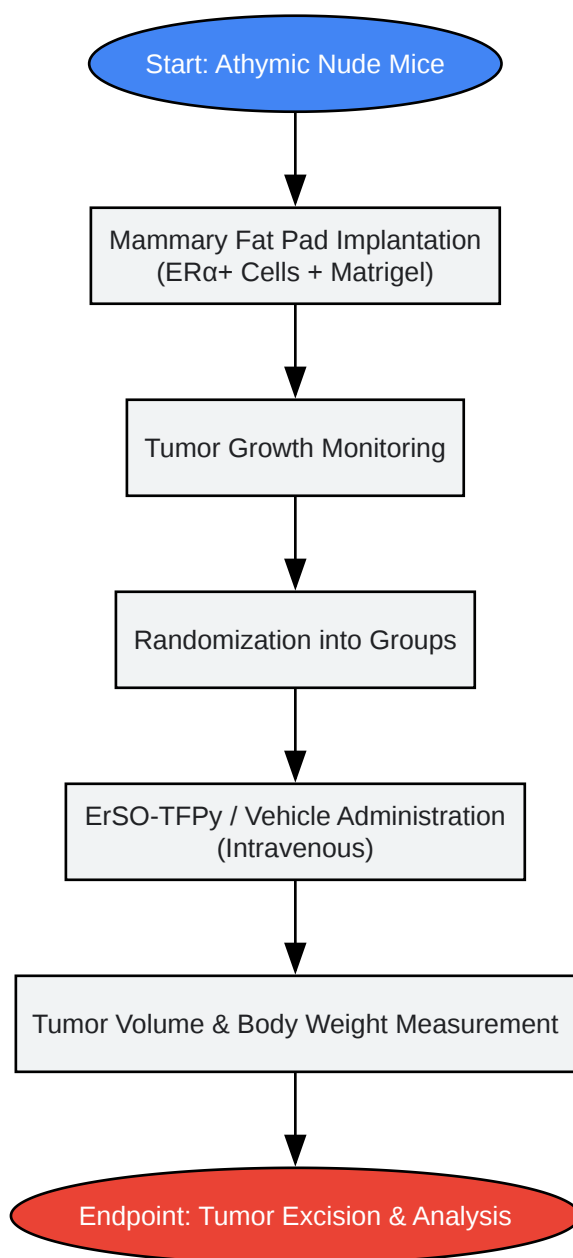 Start: Athymic Nude Mice
Mammary Fat Pad Implantation
(ERα+ Cells + Matrigel)
Tumor Growth Monitoring
Randomization into Groups
ErSO-TFPy / Vehicle Administration
(Intravenous)
Tumor Volume & Body Weight Measurement
Endpoint: Tumor Excision & Analysis